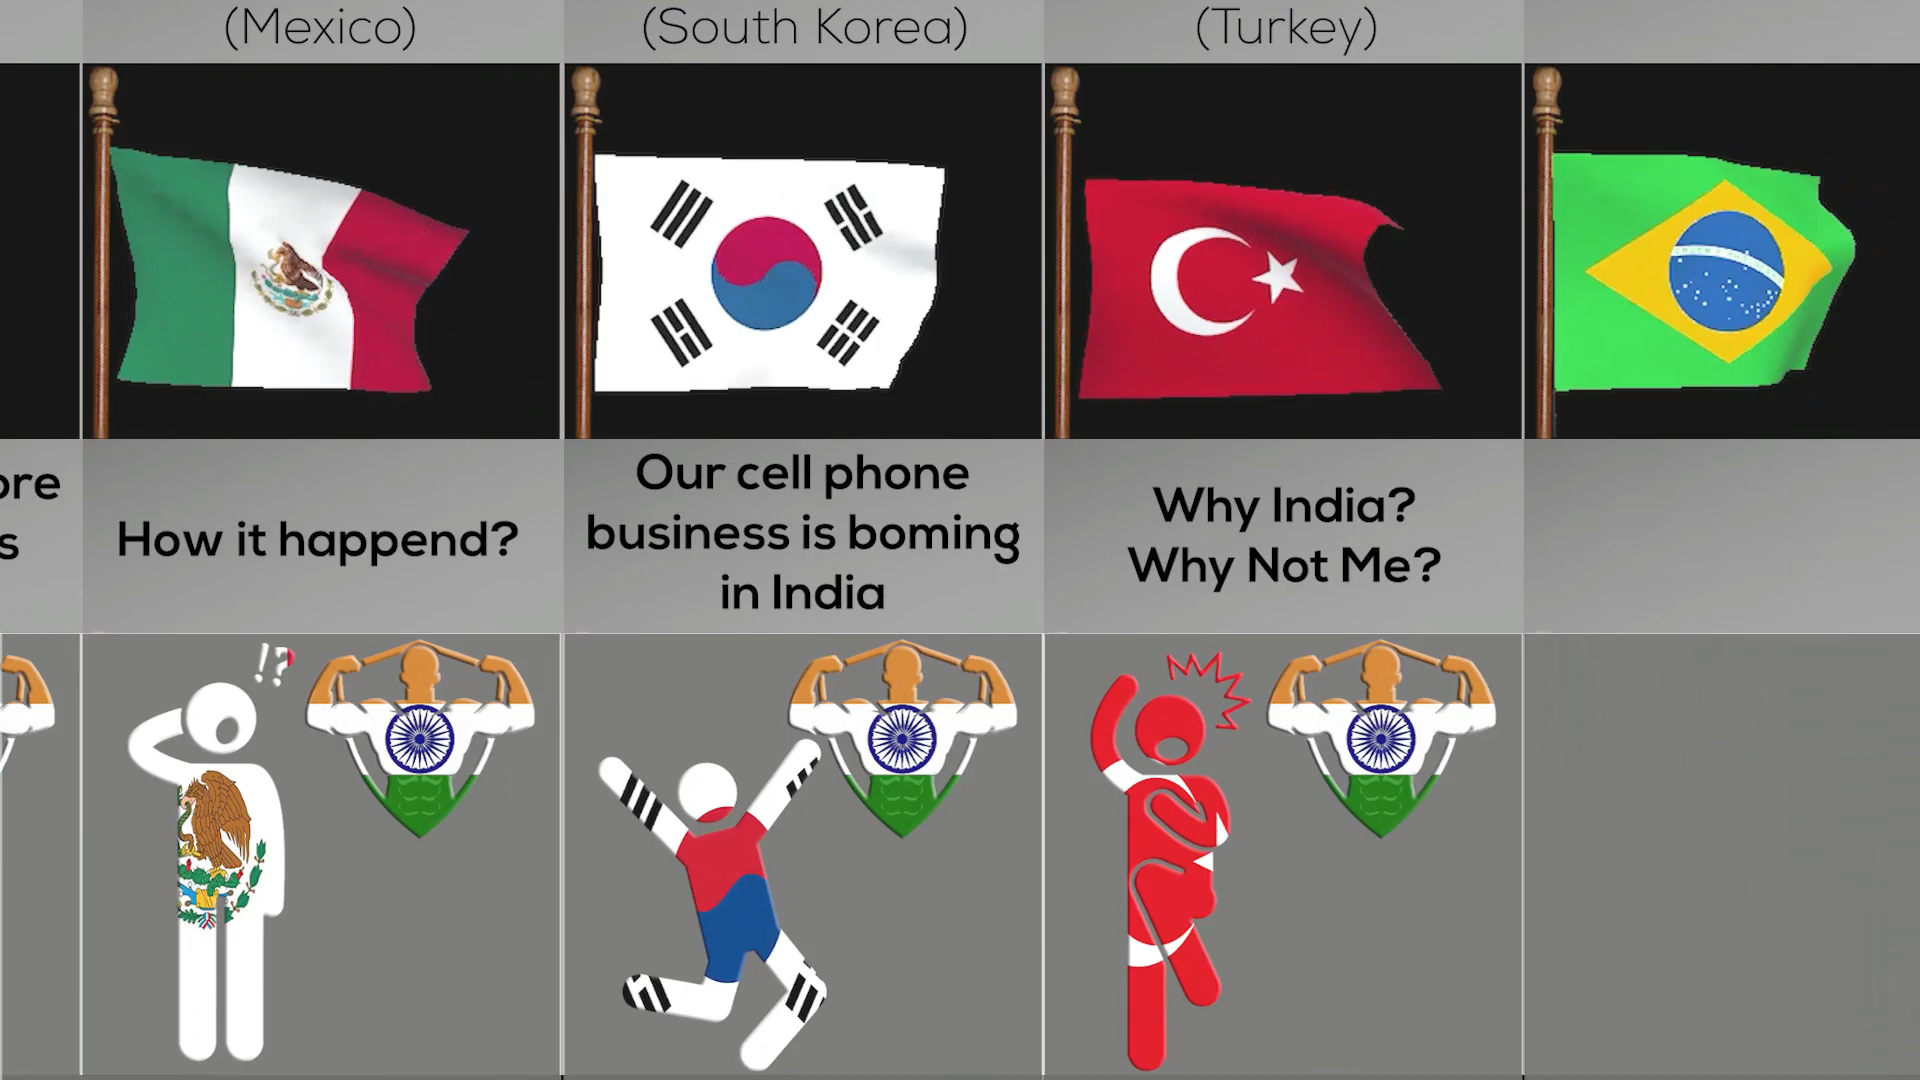 (Mexico)
(South Korea)
(Turkey)
ore
s
How it happend?
Our cell phone
business is boming
in India
Why India?
Why Not Me?
!?